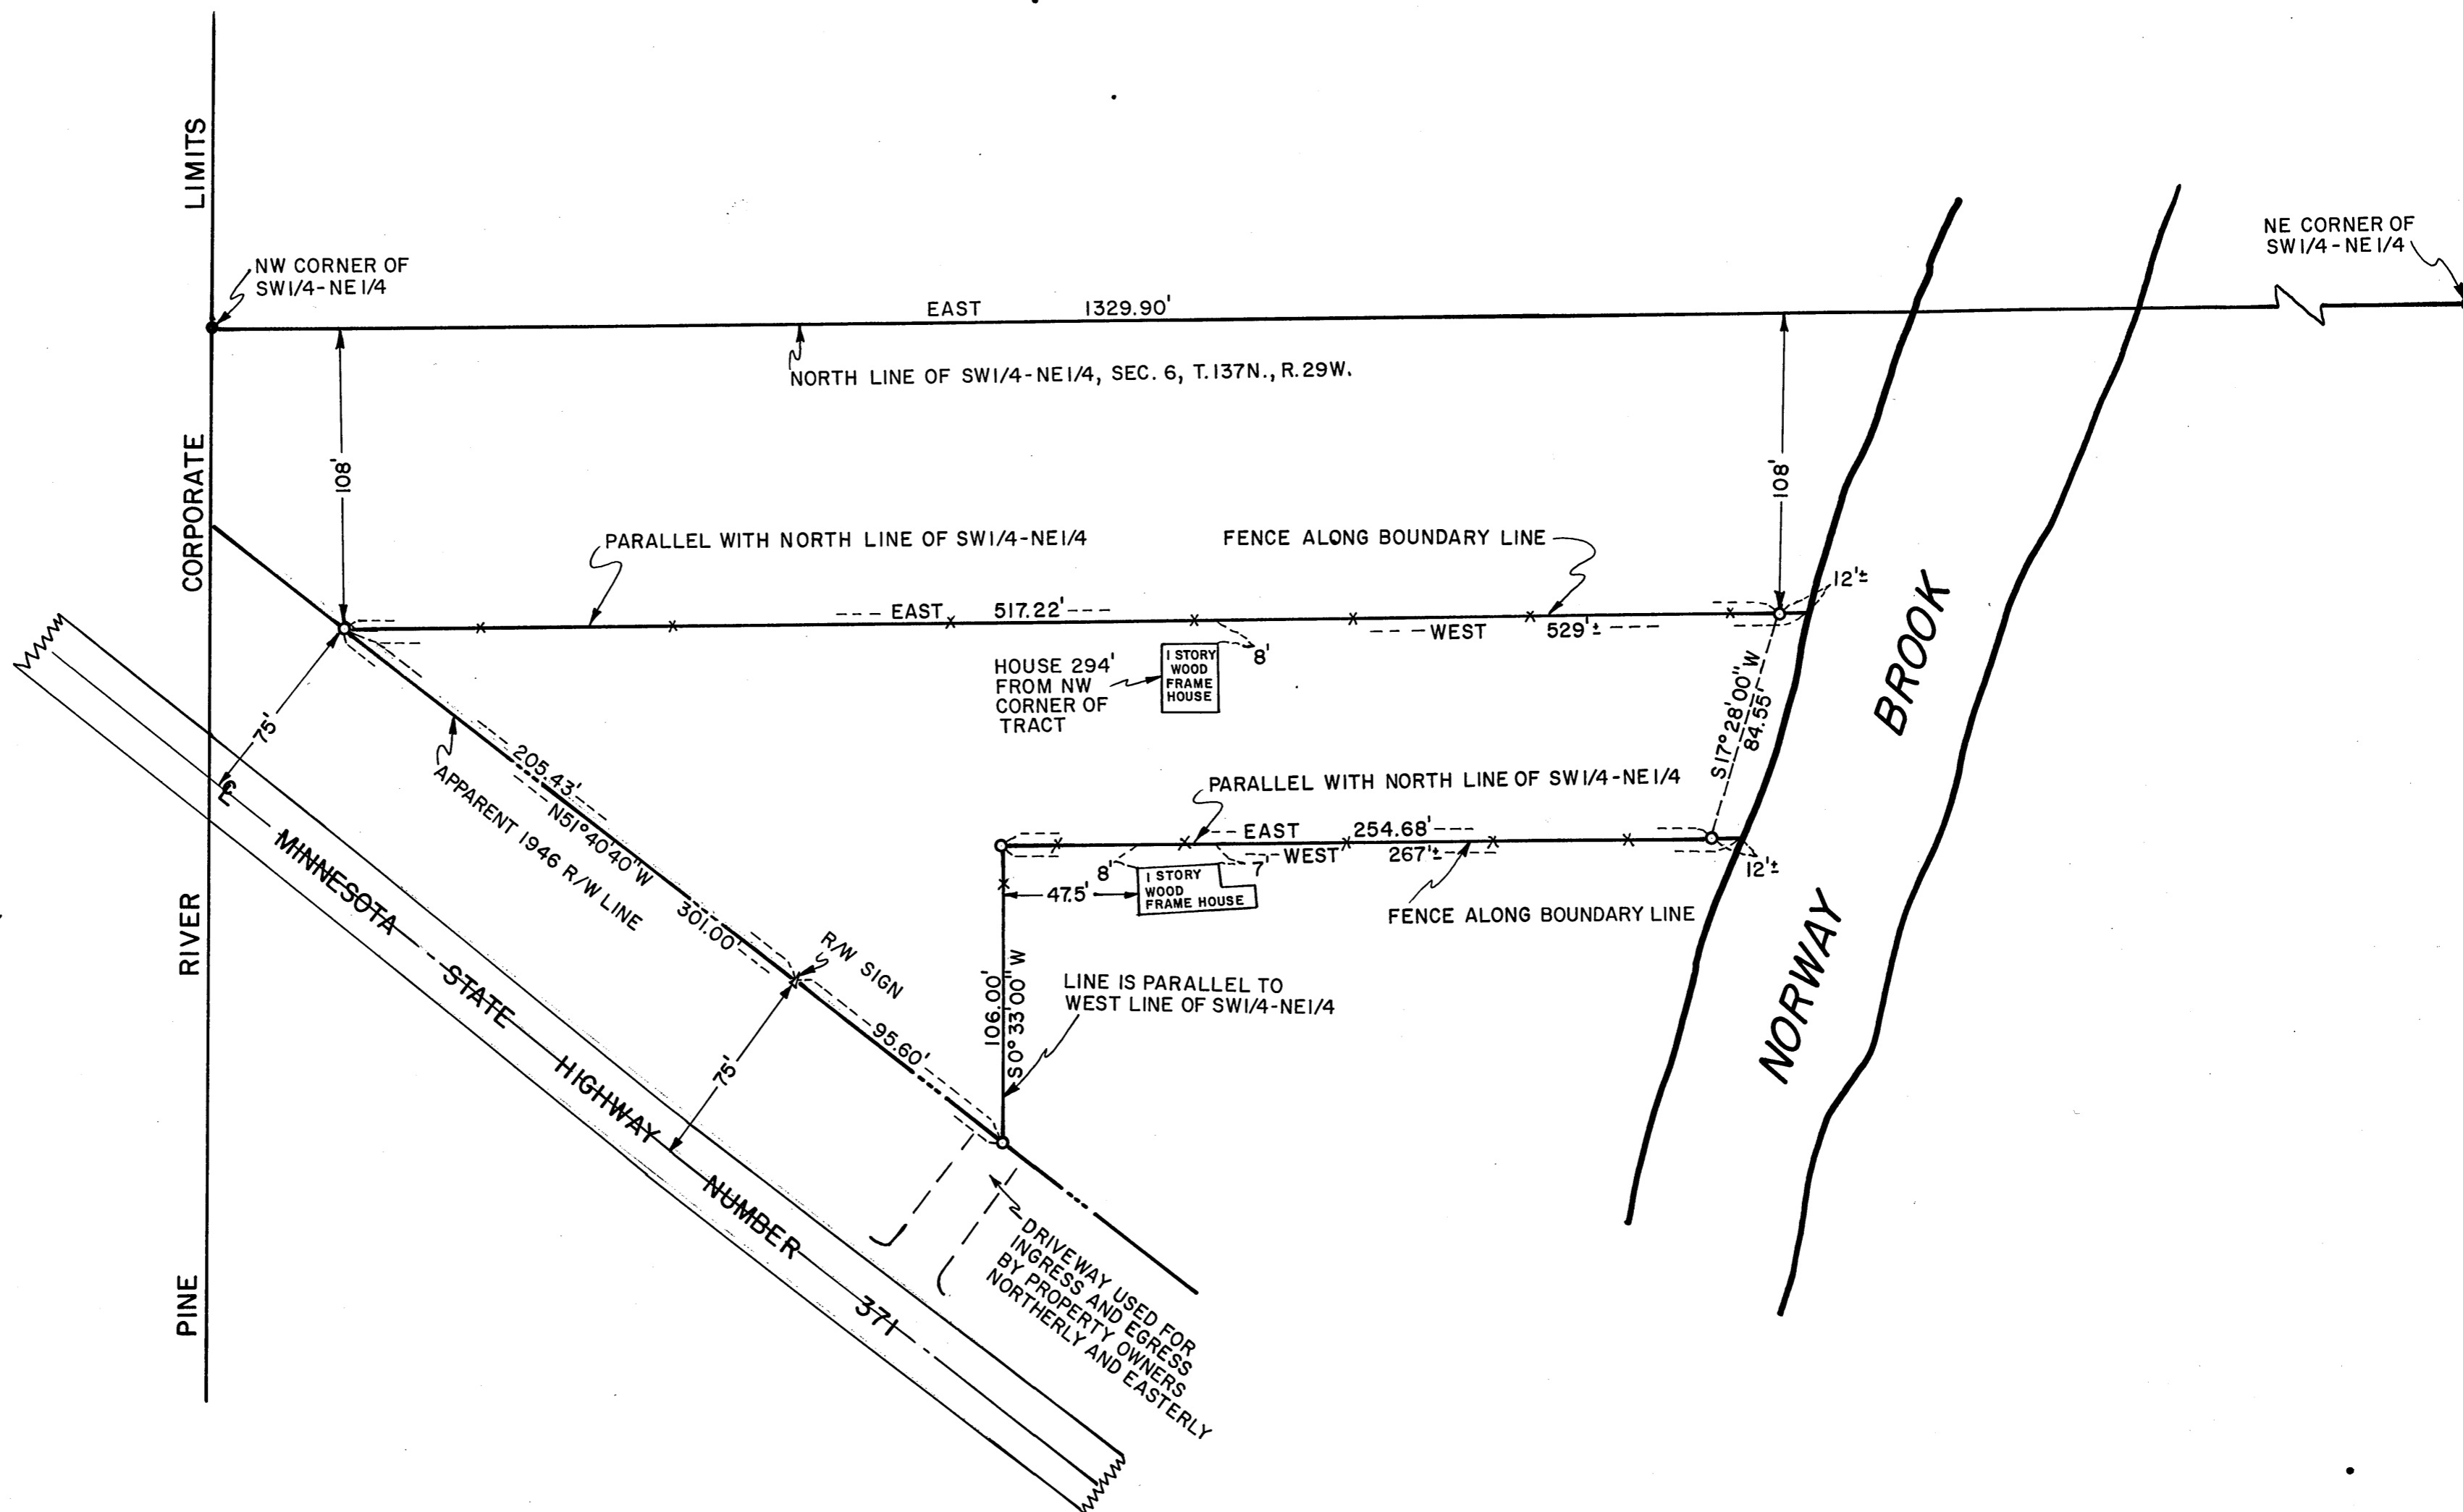 LIMITS
CORPORATE
RIVER
PINE
NW CORNER OF
SW1/4-NE1/4
NE CORNER OF
SW1/4-NE1/4
EAST 1329.90'
NORTH LINE OF SW1/4-NE1/4, SEC. 6, T.137N., R.29W.
108'
108'
PARALLEL WITH NORTH LINE OF SW1/4-NE1/4
FENCE ALONG BOUNDARY LINE
12'±
EAST 517.22'
WEST 529'±
8'
HOUSE 294'
FROM NW
CORNER OF
TRACT
1 STORY
WOOD
FRAME
HOUSE
S17°28'00"W
84.55'
BROOK
NORWAY
75'
℄
APPARENT 1946 R/W LINE
205.43'
N51°40'40"W
301.00'
R/W SIGN
95.60'
75'
PARALLEL WITH NORTH LINE OF SW1/4-NE1/4
EAST 254.68'
WEST 267'±
12'±
8'
7'
1 STORY
WOOD
FRAME HOUSE
47.5'
FENCE ALONG BOUNDARY LINE
106.00'
S0°33'00"W
LINE IS PARALLEL TO
WEST LINE OF SW1/4-NE1/4
MINNESOTA STATE HIGHWAY NUMBER 371
DRIVEWAY USED FOR
INGRESS AND EGRESS
BY PROPERTY OWNERS
NORTHERLY AND EASTERLY